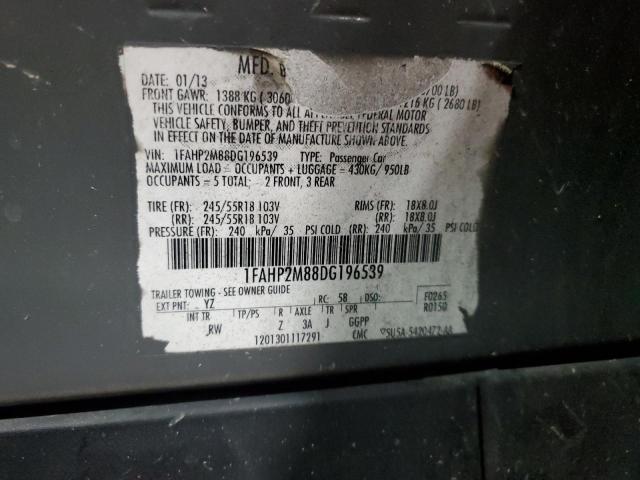 MFD. B
DATE: 01/13
FRONT GAWR: 1388 KG ( 3060
216 KG ( 2680 LB)
THIS VEHICLE CONFORMS TO ALL FEDERAL MOTOR
VEHICLE SAFETY, BUMPER, AND THEFT PREVENTION STANDARDS
IN EFFECT ON THE DATE OF MANUFACTURE SHOWN ABOVE.
VIN: 1FAHP2M88DG196539 TYPE: Passenger Car
MAXIMUM LOAD = OCCUPANTS + LUGGAGE = 430KG/ 950LB
OCCUPANTS = 5 TOTAL; 2 FRONT, 3 REAR
TIRE (FR): 245/55R18 103V RIMS (FR): 18X8.0J
(RR): 245/55R18 103V (RR): 18X8.0J
PRESSURE (FR): 240 kPa/ 35 PSI COLD (RR): 240 kPa/ 35 PSI COLD
1FAHP2M88DG196539
TRAILER TOWING - SEE OWNER GUIDE
EXT PNT: YZ RC: 58 DSO: F0265
INT TR TP/PS R AXLE TR SPR R0150
RW Z 3A J GGPP
1201301117291 CMC